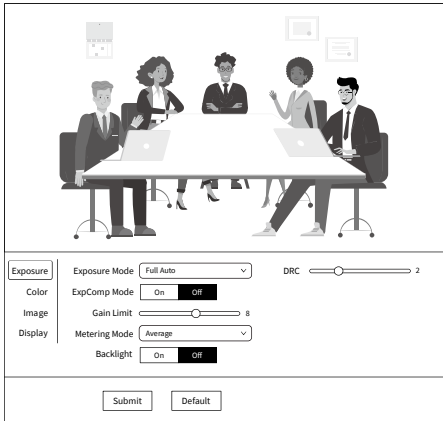 Exposure Exposure Mode Full Auto DRC 2
Color ExpComp Mode On Off
Image Gain Limit 8
Display Metering Mode Average
Backlight On Off
Submit Default